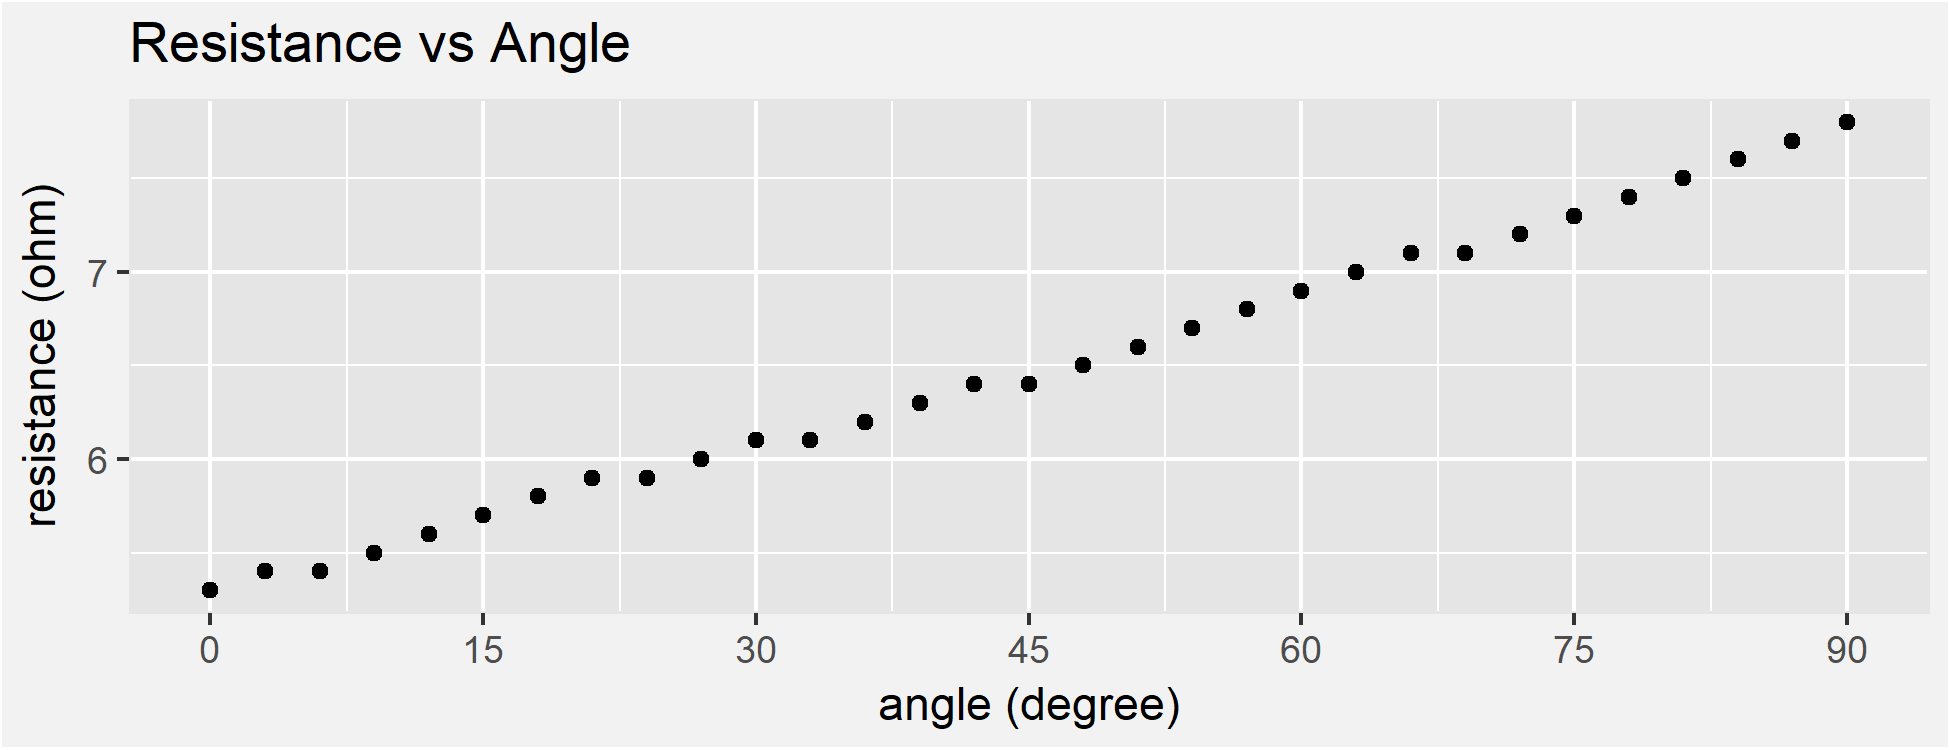 Resistance vs Angle
resistance (ohm)
7
6
0 15 30 45 60 75 90
angle (degree)